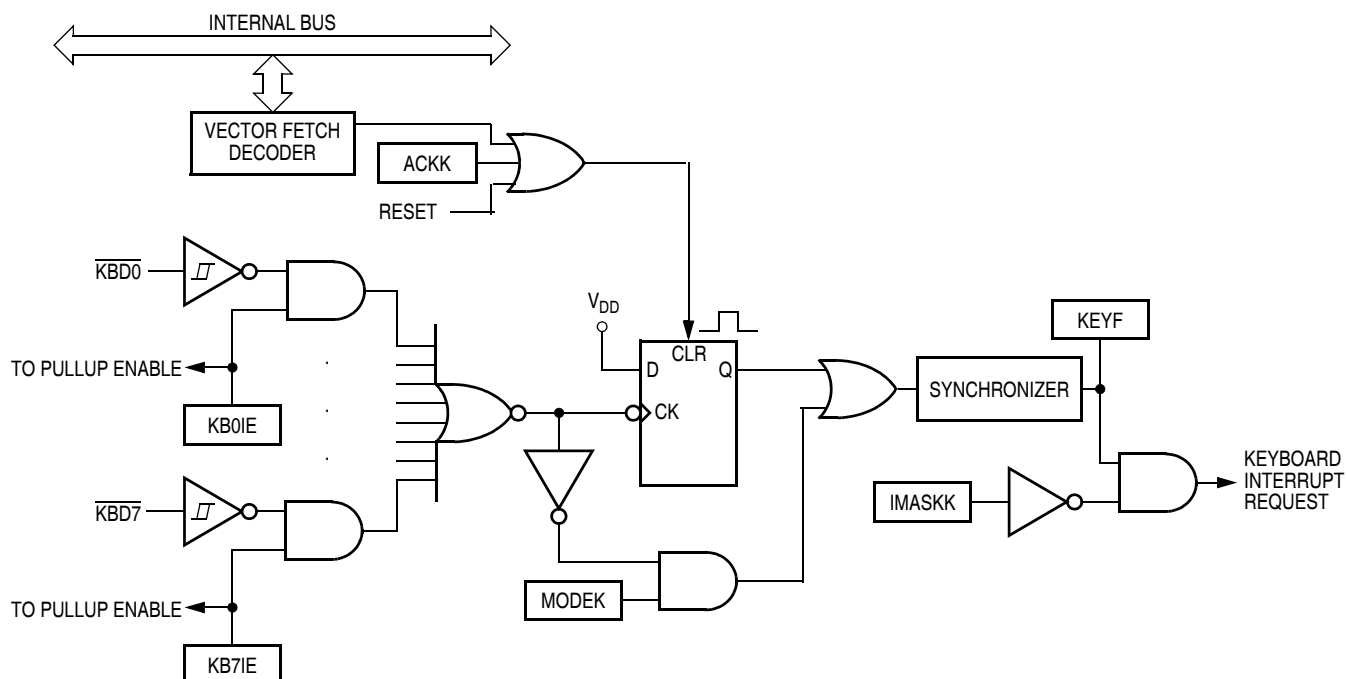 INTERNAL BUS
VECTOR FETCH
DECODER
ACKK
RESET
KBD0
TO PULLUP ENABLE
KB0IE
KBD7
TO PULLUP ENABLE
KB7IE
VDD
CLR
D
Q
CK
MODEK
SYNCHRONIZER
KEYF
IMASKK
KEYBOARD
INTERRUPT
REQUEST